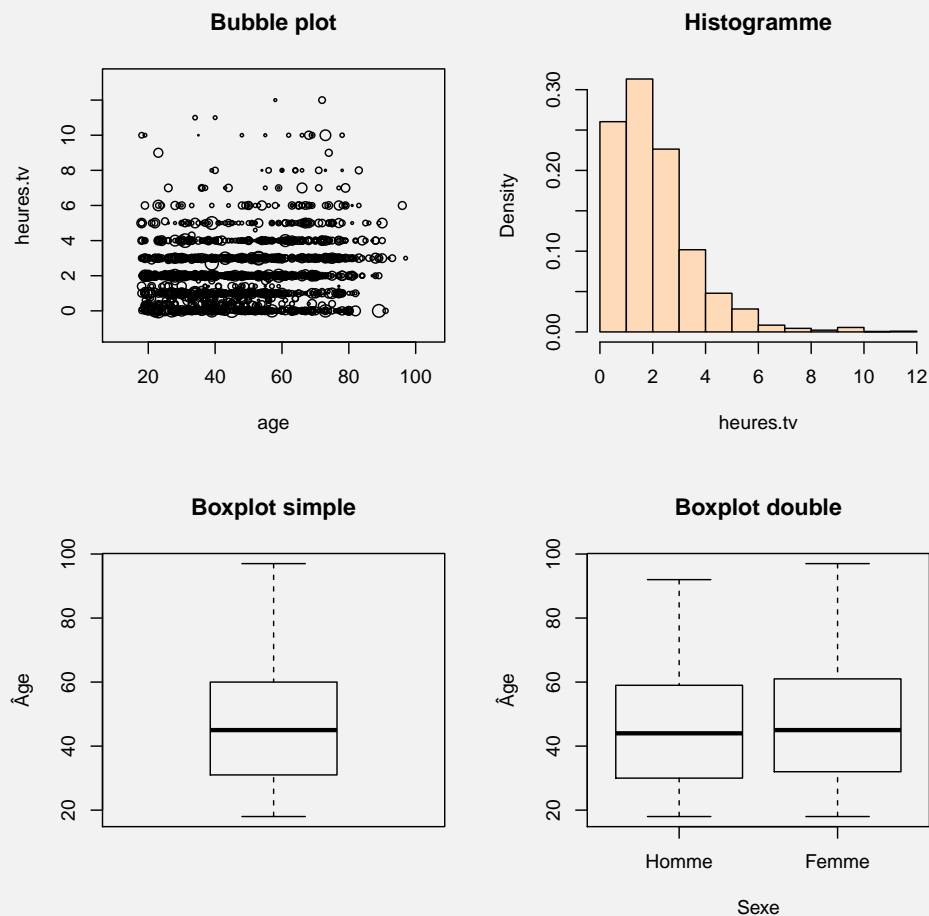 Bubble plot
heures.tv
10
8
6
4
2
0
20 40 60 80 100
age
Histogramme
Density
0.30
0.20
0.10
0.00
0 2 4 6 8 10 12
heures.tv
Boxplot simple
Âge
100
80
60
40
20
Boxplot double
Âge
100
80
60
40
20
Homme Femme
Sexe